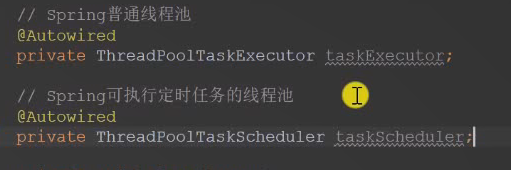 // Spring普通线程池
@Autowired
private ThreadPoolTaskExecutor taskExecutor;
// Spring可执行定时任务的线程池
@Autowired
private ThreadPoolTaskScheduler taskScheduler;